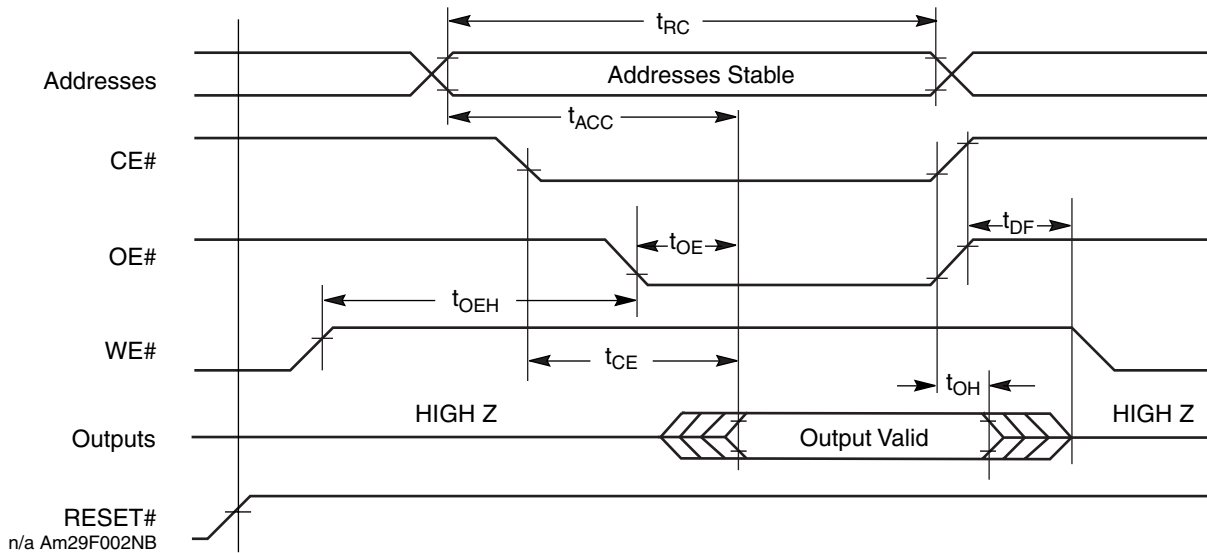 tRC
Addresses
Addresses Stable
tACC
CE#
tDF
tOE
OE#
tOEH
WE#
tCE
tOH
HIGH Z
HIGH Z
Outputs
Output Valid
RESET#
n/a Am29F002NB